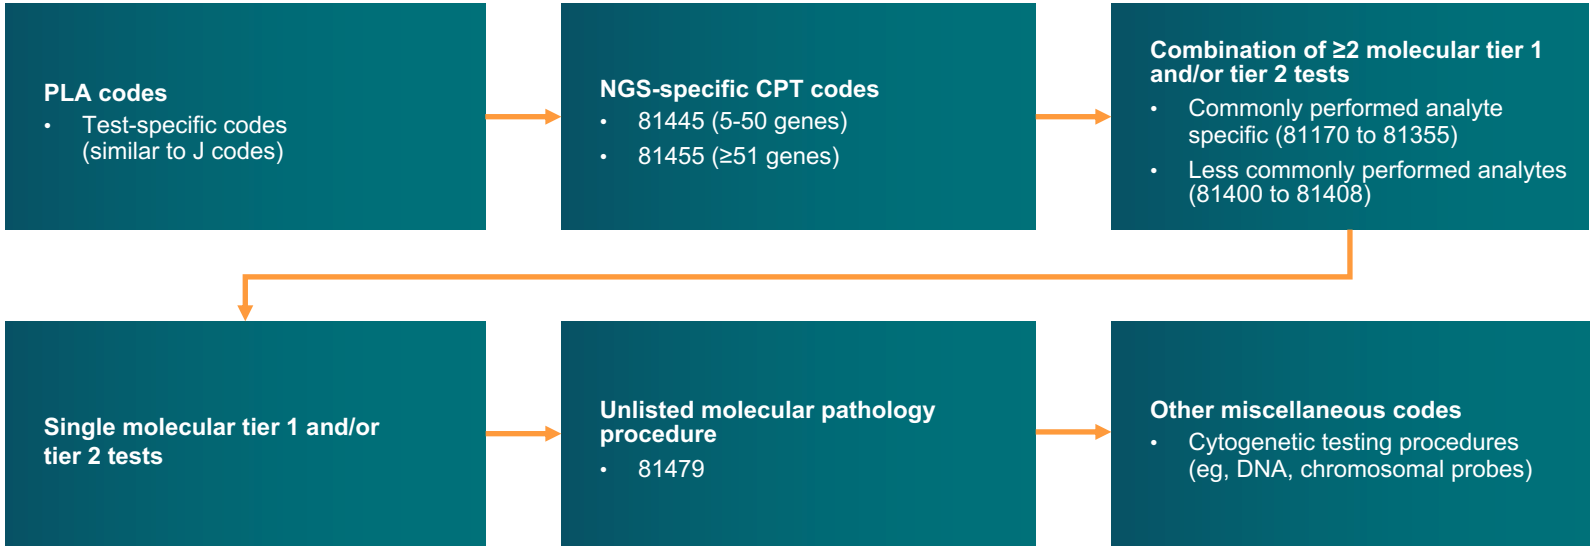 PLA codes
• Test-specific codes
(similar to J codes)
NGS-specific CPT codes
• 81445 (5-50 genes)
• 81455 (≥51 genes)
Combination of ≥2 molecular tier 1
and/or tier 2 tests
• Commonly performed analyte
specific (81170 to 81355)
• Less commonly performed analytes
(81400 to 81408)
Single molecular tier 1 and/or
tier 2 tests
Unlisted molecular pathology
procedure
• 81479
Other miscellaneous codes
• Cytogenetic testing procedures
(eg, DNA, chromosomal probes)